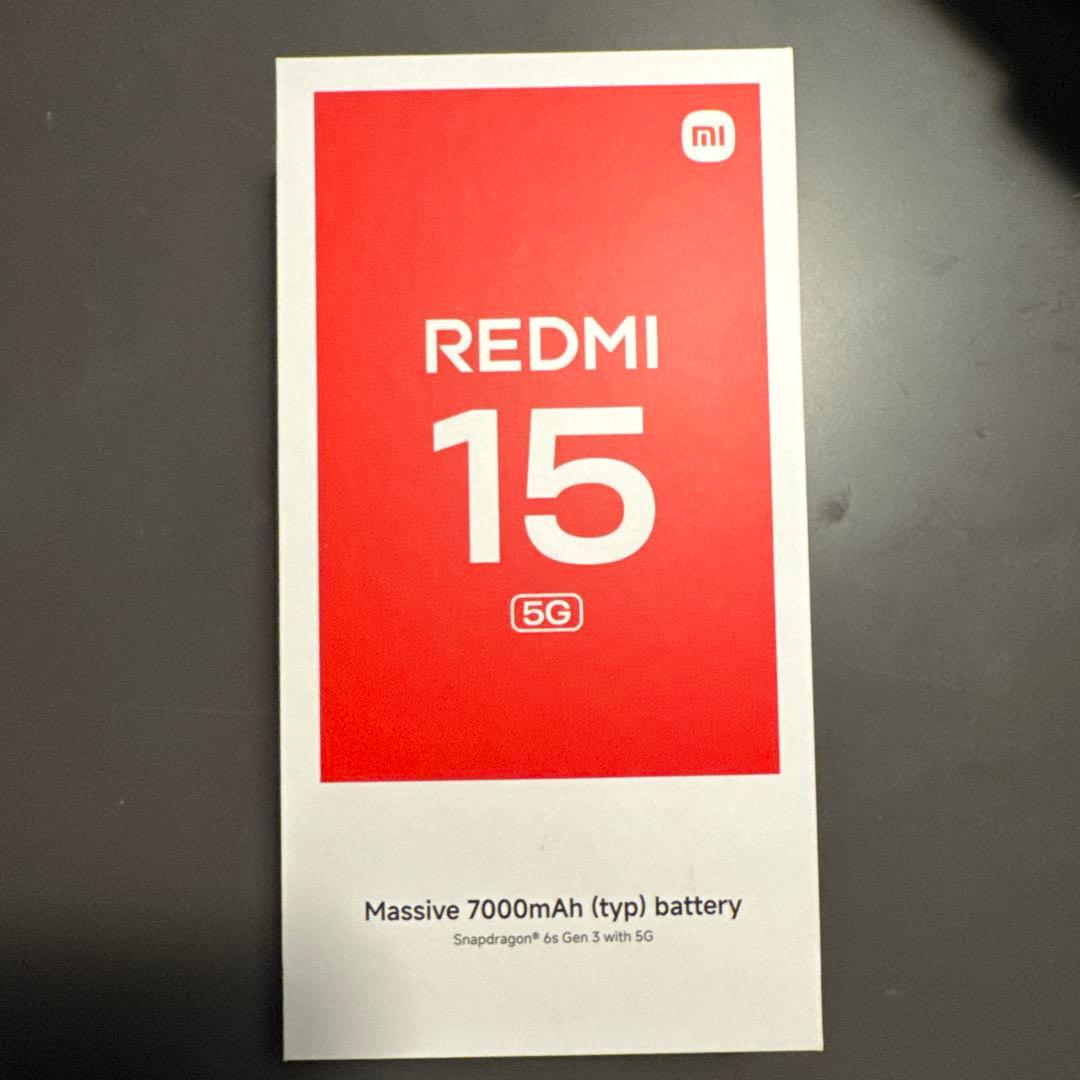 mi
REDMI
15
5G
Massive 7000mAh (typ) battery
Snapdragon® 6s Gen 3 with 5G